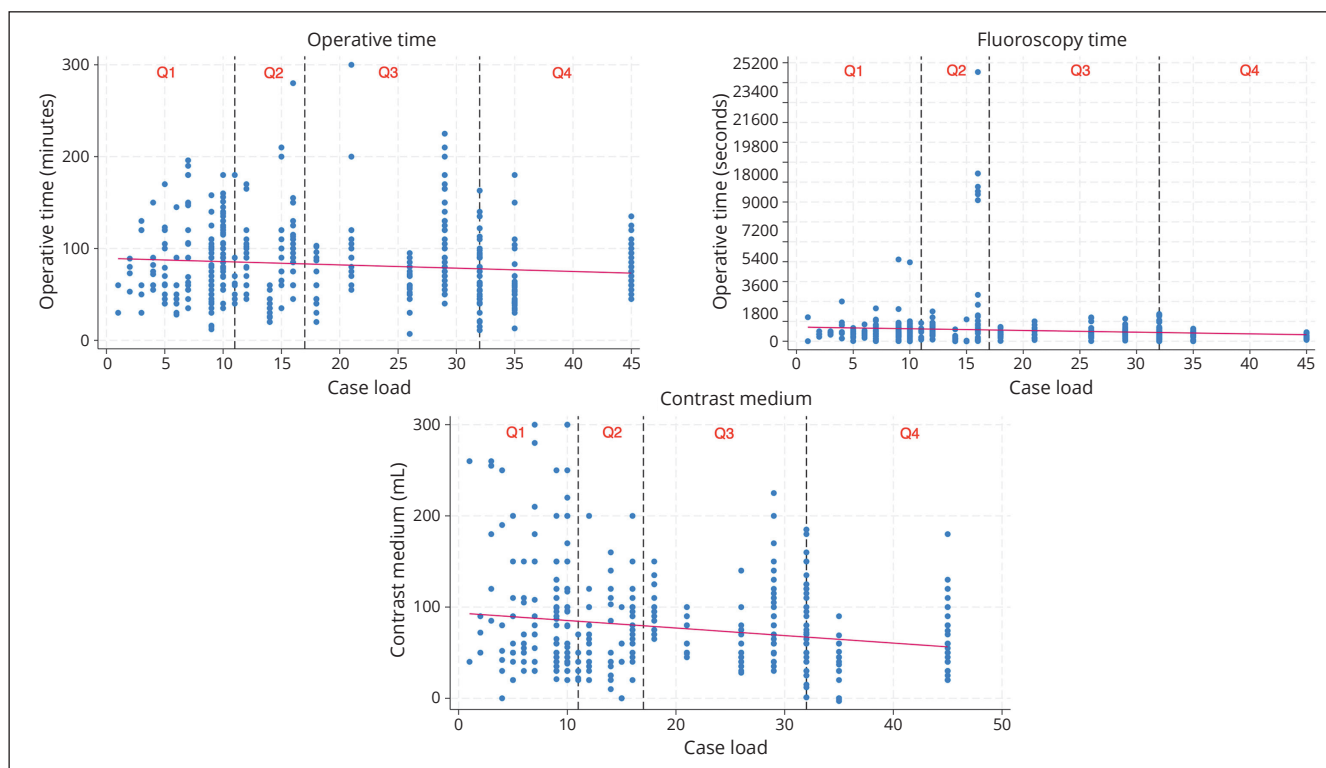 Operative time
Operative time (minutes)
300
200
100
0
Q1
Q2
Q3
Q4
0 5 10 15 20 25 30 35 40 45
Case load
Fluoroscopy time
Operative time (seconds)
25200
23400
21600
19800
18000
9000
7200
5400
3600
1800
0
Q1
Q2
Q3
Q4
0 5 10 15 20 25 30 35 40 45
Case load
Contrast medium
Contrast medium (mL)
300
200
100
0
Q1
Q2
Q3
Q4
0 10 20 30 40 50
Case load